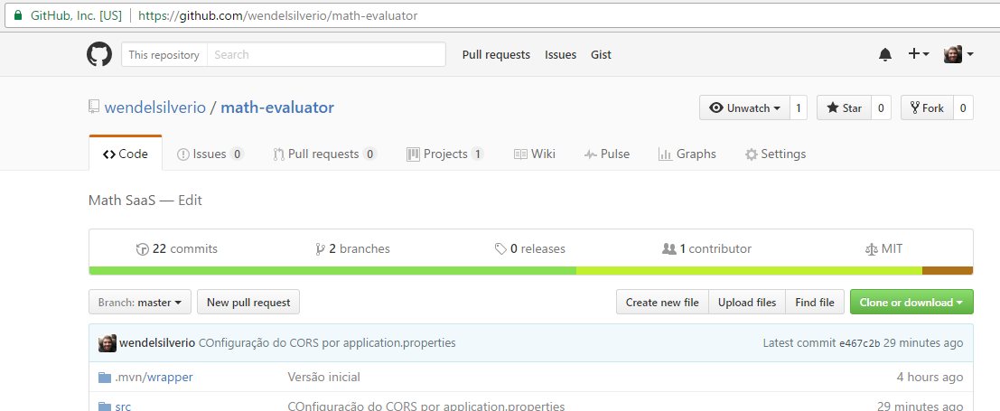 GitHub, Inc. [US] https://github.com/wendelsilverio/math-evaluator
This repository Search Pull requests Issues Gist
wendelsilverio / math-evaluator Unwatch 1 Star 0 Fork 0
Code Issues 0 Pull requests 0 Projects 1 Wiki Pulse Graphs Settings
Math SaaS — Edit
22 commits 2 branches 0 releases 1 contributor MIT
Branch: master New pull request Create new file Upload files Find file Clone or download
wendelsilverio COnfiguração do CORS por application.properties Latest commit e467c2b 29 minutes ago
.mvn/wrapper Versão inicial 4 hours ago
src COnfiguração do CORS por application.properties 29 minutes ago